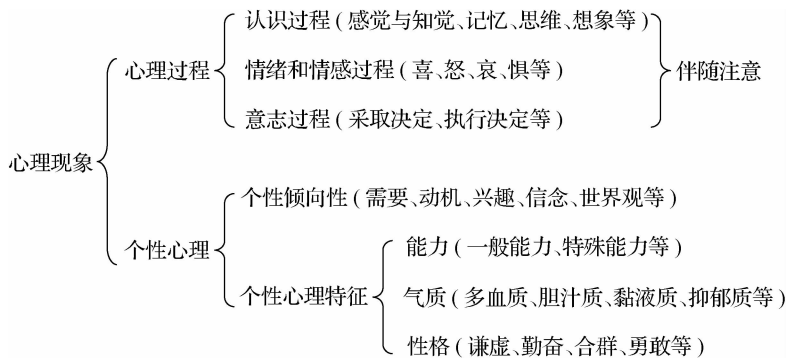 认识过程(感觉与知觉、记忆、思维、想象等)
心理过程
情绪和情感过程(喜、怒、哀、惧等)
伴随注意
意志过程(采取决定、执行决定等)
心理现象
个性倾向性(需要、动机、兴趣、信念、世界观等)
个性心理
能力(一般能力、特殊能力等)
个性心理特征
气质(多血质、胆汁质、黏液质、抑郁质等)
性格(谦虚、勤奋、合群、勇敢等)